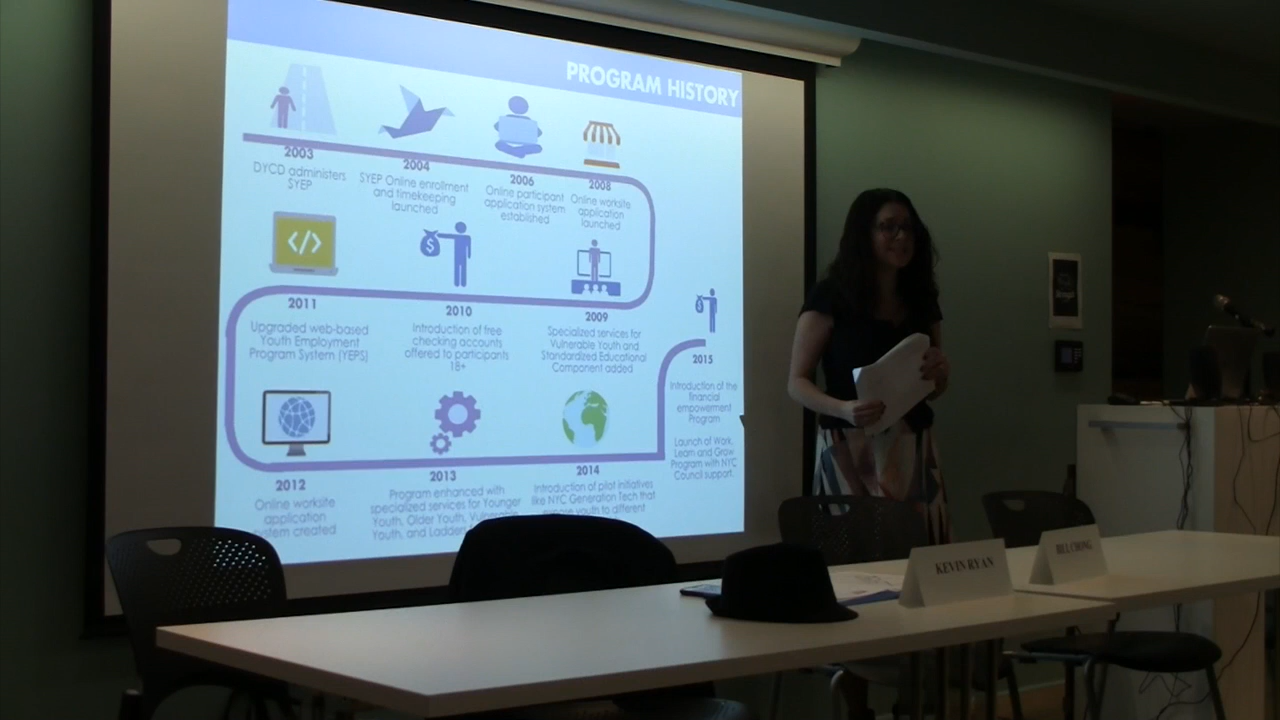 PROGRAM HISTORY
2003
DYCD administers
SYEP
2004
SYEP Online enrollment
and timekeeping
launched
2006
Online participant
application system
established
2008
Online worksite
application
launched
</>
2011
Upgraded web-based
Youth Employment
Program System (YEPS)
$
2010
Introduction of free
checking accounts
offered to participants
18+
2009
Specialized services for
Vulnerable Youth and
Standardized Educational
Component added
2015
Introduction of the
financial
empowerment
Program
Launch of Work,
Learn and Grow
Program with NYC
Council support.
2012
Online worksite
application
system created
2013
Program enhanced with
specialized services for Younger
Youth, Older Youth, Vulnerable
Youth, and Ladders
2014
Introduction of pilot initiatives
like NYC Generation Tech that
expose youth to different
KEVIN RYAN
BILL CHONG